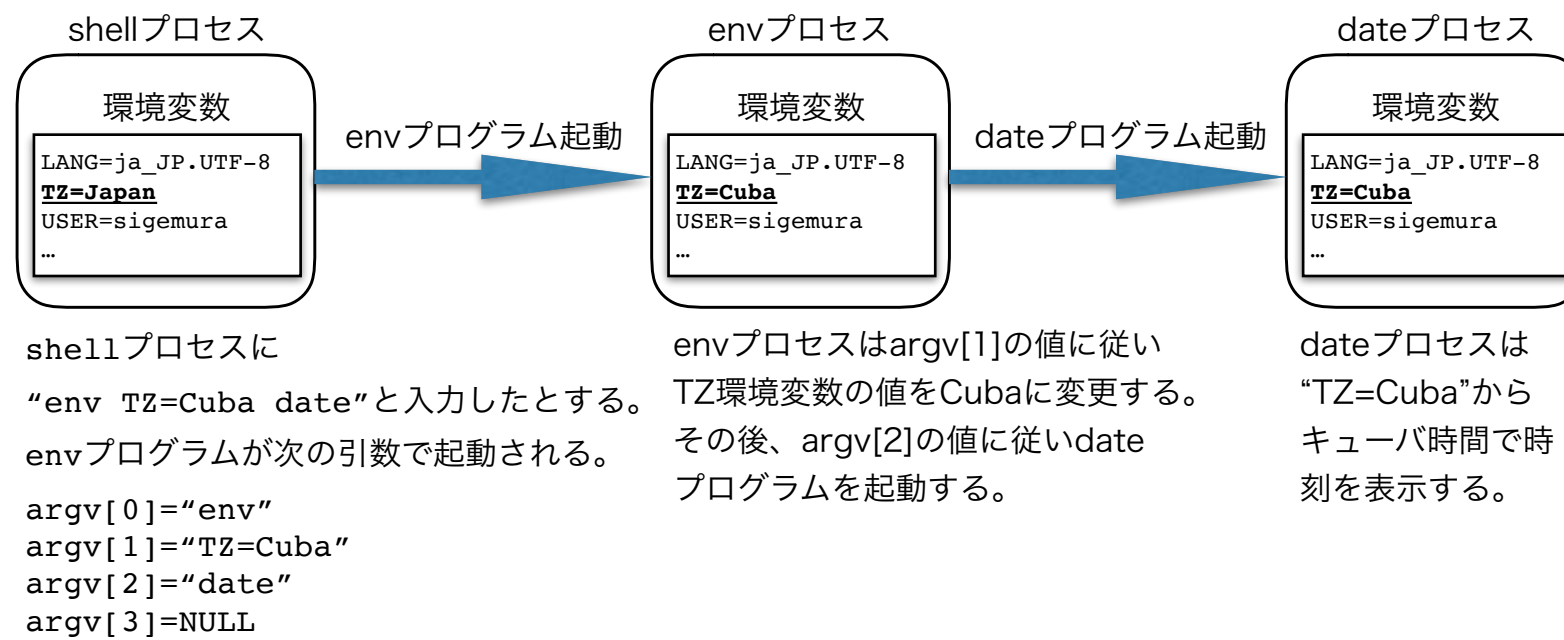 shellプロセス
環境変数
LANG=ja_JP.UTF-8
TZ=Japan
USER=sigemura
…
envプログラム起動
envプロセス
環境変数
LANG=ja_JP.UTF-8
TZ=Cuba
USER=sigemura
…
dateプログラム起動
dateプロセス
環境変数
LANG=ja_JP.UTF-8
TZ=Cuba
USER=sigemura
…
shellプロセスに
“env TZ=Cuba date”と入力したとする。
envプログラムが次の引数で起動される。
argv[0]=“env”
argv[1]=“TZ=Cuba”
argv[2]=“date”
argv[3]=NULL
envプロセスはargv[1]の値に従い
TZ環境変数の値をCubaに変更する。
その後、argv[2]の値に従いdate
プログラムを起動する。
dateプロセスは
“TZ=Cuba”から
キューバ時間で時
刻を表示する。